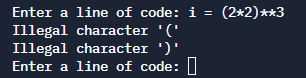 Enter a line of code: i = (2*2)**3
Illegal character '('
Illegal character ')'
Enter a line of code: